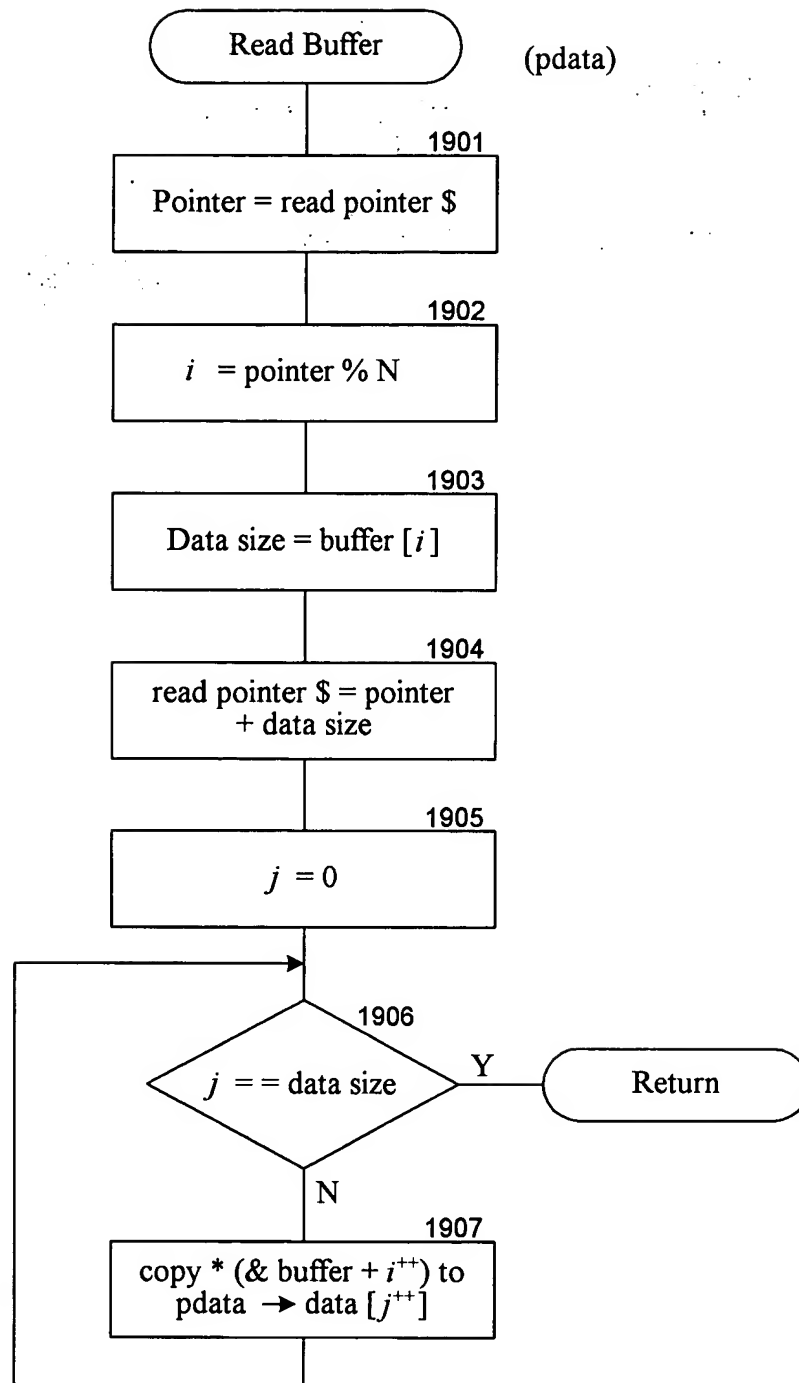 Read Buffer
(pdata)
1901
Pointer = read pointer $
1902
i = pointer % N
1903
Data size = buffer [i]
1904
read pointer $ = pointer
+ data size
1905
j = 0
1906
j == data size
Y
Return
N
1907
copy * (& buffer + i++) to
pdata → data [j++]